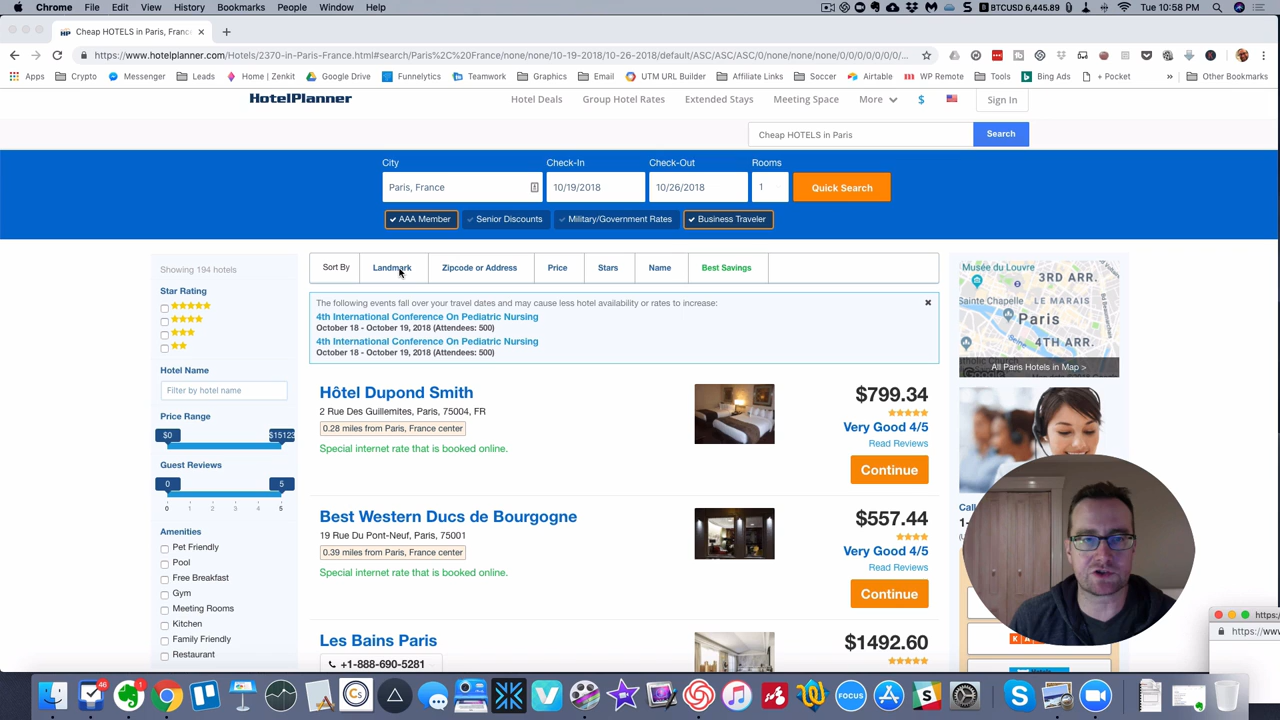 Chrome File Edit View History Bookmarks People Window Help
BTCUSD 6,445.89 Tue 10:58 PM
Cheap HOTELS in Paris, Franc
https://www.hotelplanner.com/Hotels/2370-in-Paris-France.html#search/Paris%2C%20France/none/none/10-19-2018/10-26-2018/default/ASC/ASC/ASC/0/none/none/none/0/0/0/0/0/0/0/...
Apps Crypto Messenger Leads Home | Zenkit Google Drive Funnelytics Teamwork Graphics Email UTM URL Builder Affiliate Links Soccer Airtable WP Remote Tools Bing Ads + Pocket » Other Bookmarks
HotelPlanner Hotel Deals Group Hotel Rates Extended Stays Meeting Space More $ Sign In
Cheap HOTELS in Paris Search
City Check-In Check-Out Rooms
Paris, France 10/19/2018 10/26/2018 1 Quick Search
AAA Member Senior Discounts Military/Government Rates Business Traveler
Showing 194 hotels
Star Rating
Hotel Name
Filter by hotel name
Price Range
$0 $15123
Guest Reviews
0 5
0 1 2 3 4 5
Amenities
Pet Friendly
Pool
Free Breakfast
Gym
Meeting Rooms
Kitchen
Family Friendly
Restaurant
Sort By Landmark Zipcode or Address Price Stars Name Best Savings
The following events fall over your travel dates and may cause less hotel availability or rates to increase:
4th International Conference On Pediatric Nursing
October 18 - October 19, 2018 (Attendees: 500)
4th International Conference On Pediatric Nursing
October 18 - October 19, 2018 (Attendees: 500)
Hôtel Dupond Smith
2 Rue Des Guillemites, Paris, 75004, FR
0.28 miles from Paris, France center
Special internet rate that is booked online.
$799.34
Very Good 4/5
Read Reviews
Continue
Best Western Ducs de Bourgogne
19 Rue Du Pont-Neuf, Paris, 75001
0.39 miles from Paris, France center
Special internet rate that is booked online.
$557.44
Very Good 4/5
Read Reviews
Continue
Les Bains Paris
+1-888-690-5281
$1492.60
Musée du Louvre
3RD ARR.
Sainte Chapelle
LE MARAIS
Paris
4TH ARR.
All Paris Hotels in Map >
Call
1-
https:/
https://ww
46
1
FOCUS